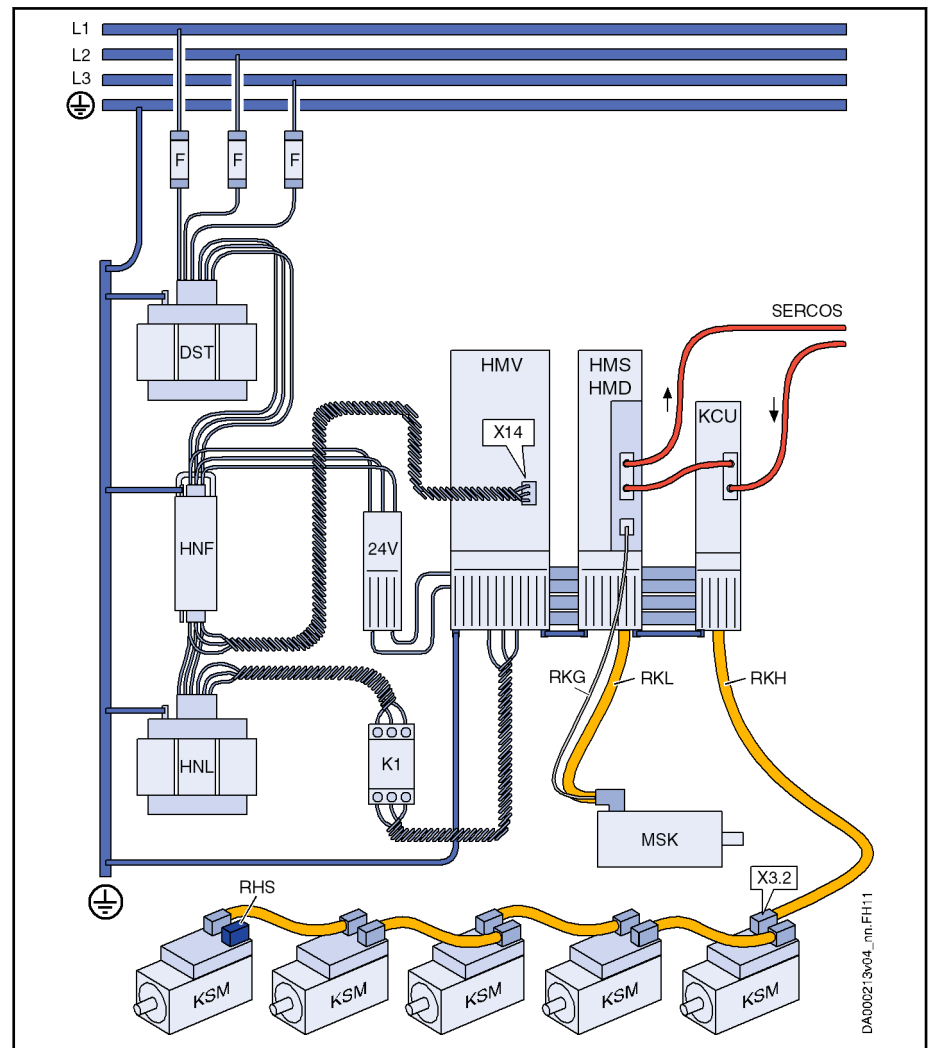 L1
L2
L3
F F F
SERCOS
DST
HMV
HMS
HMD
KCU
X14
HNF
24V
RKG
RKL
RKH
HNL
K1
MSK
X3.2
RHS
KSM KSM KSM KSM KSM
DA000213v04_nn.FH11